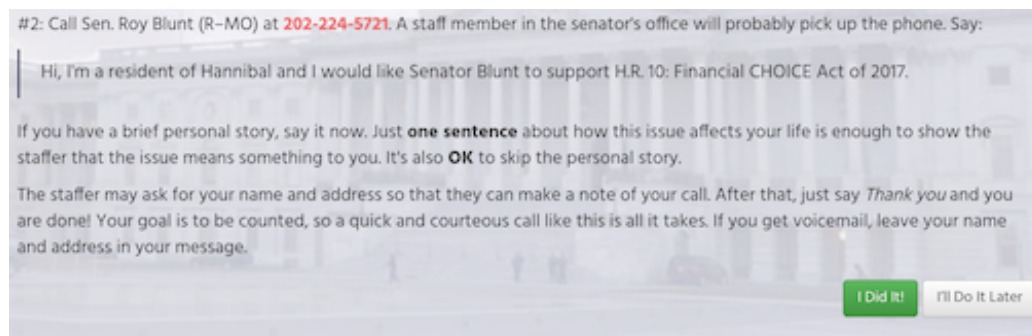 #2: Call Sen. Roy Blunt (R–MO) at 202-224-5721. A staff member in the senator's office will probably pick up the phone. Say:
Hi, I'm a resident of Hannibal and I would like Senator Blunt to support H.R. 10: Financial CHOICE Act of 2017.
If you have a brief personal story, say it now. Just one sentence about how this issue affects your life is enough to show the
staffer that the issue means something to you. It's also OK to skip the personal story.
The staffer may ask for your name and address so that they can make a note of your call. After that, just say Thank you and you
are done! Your goal is to be counted, so a quick and courteous call like this is all it takes. If you get voicemail, leave your name
and address in your message.
I Did It! I'll Do It Later